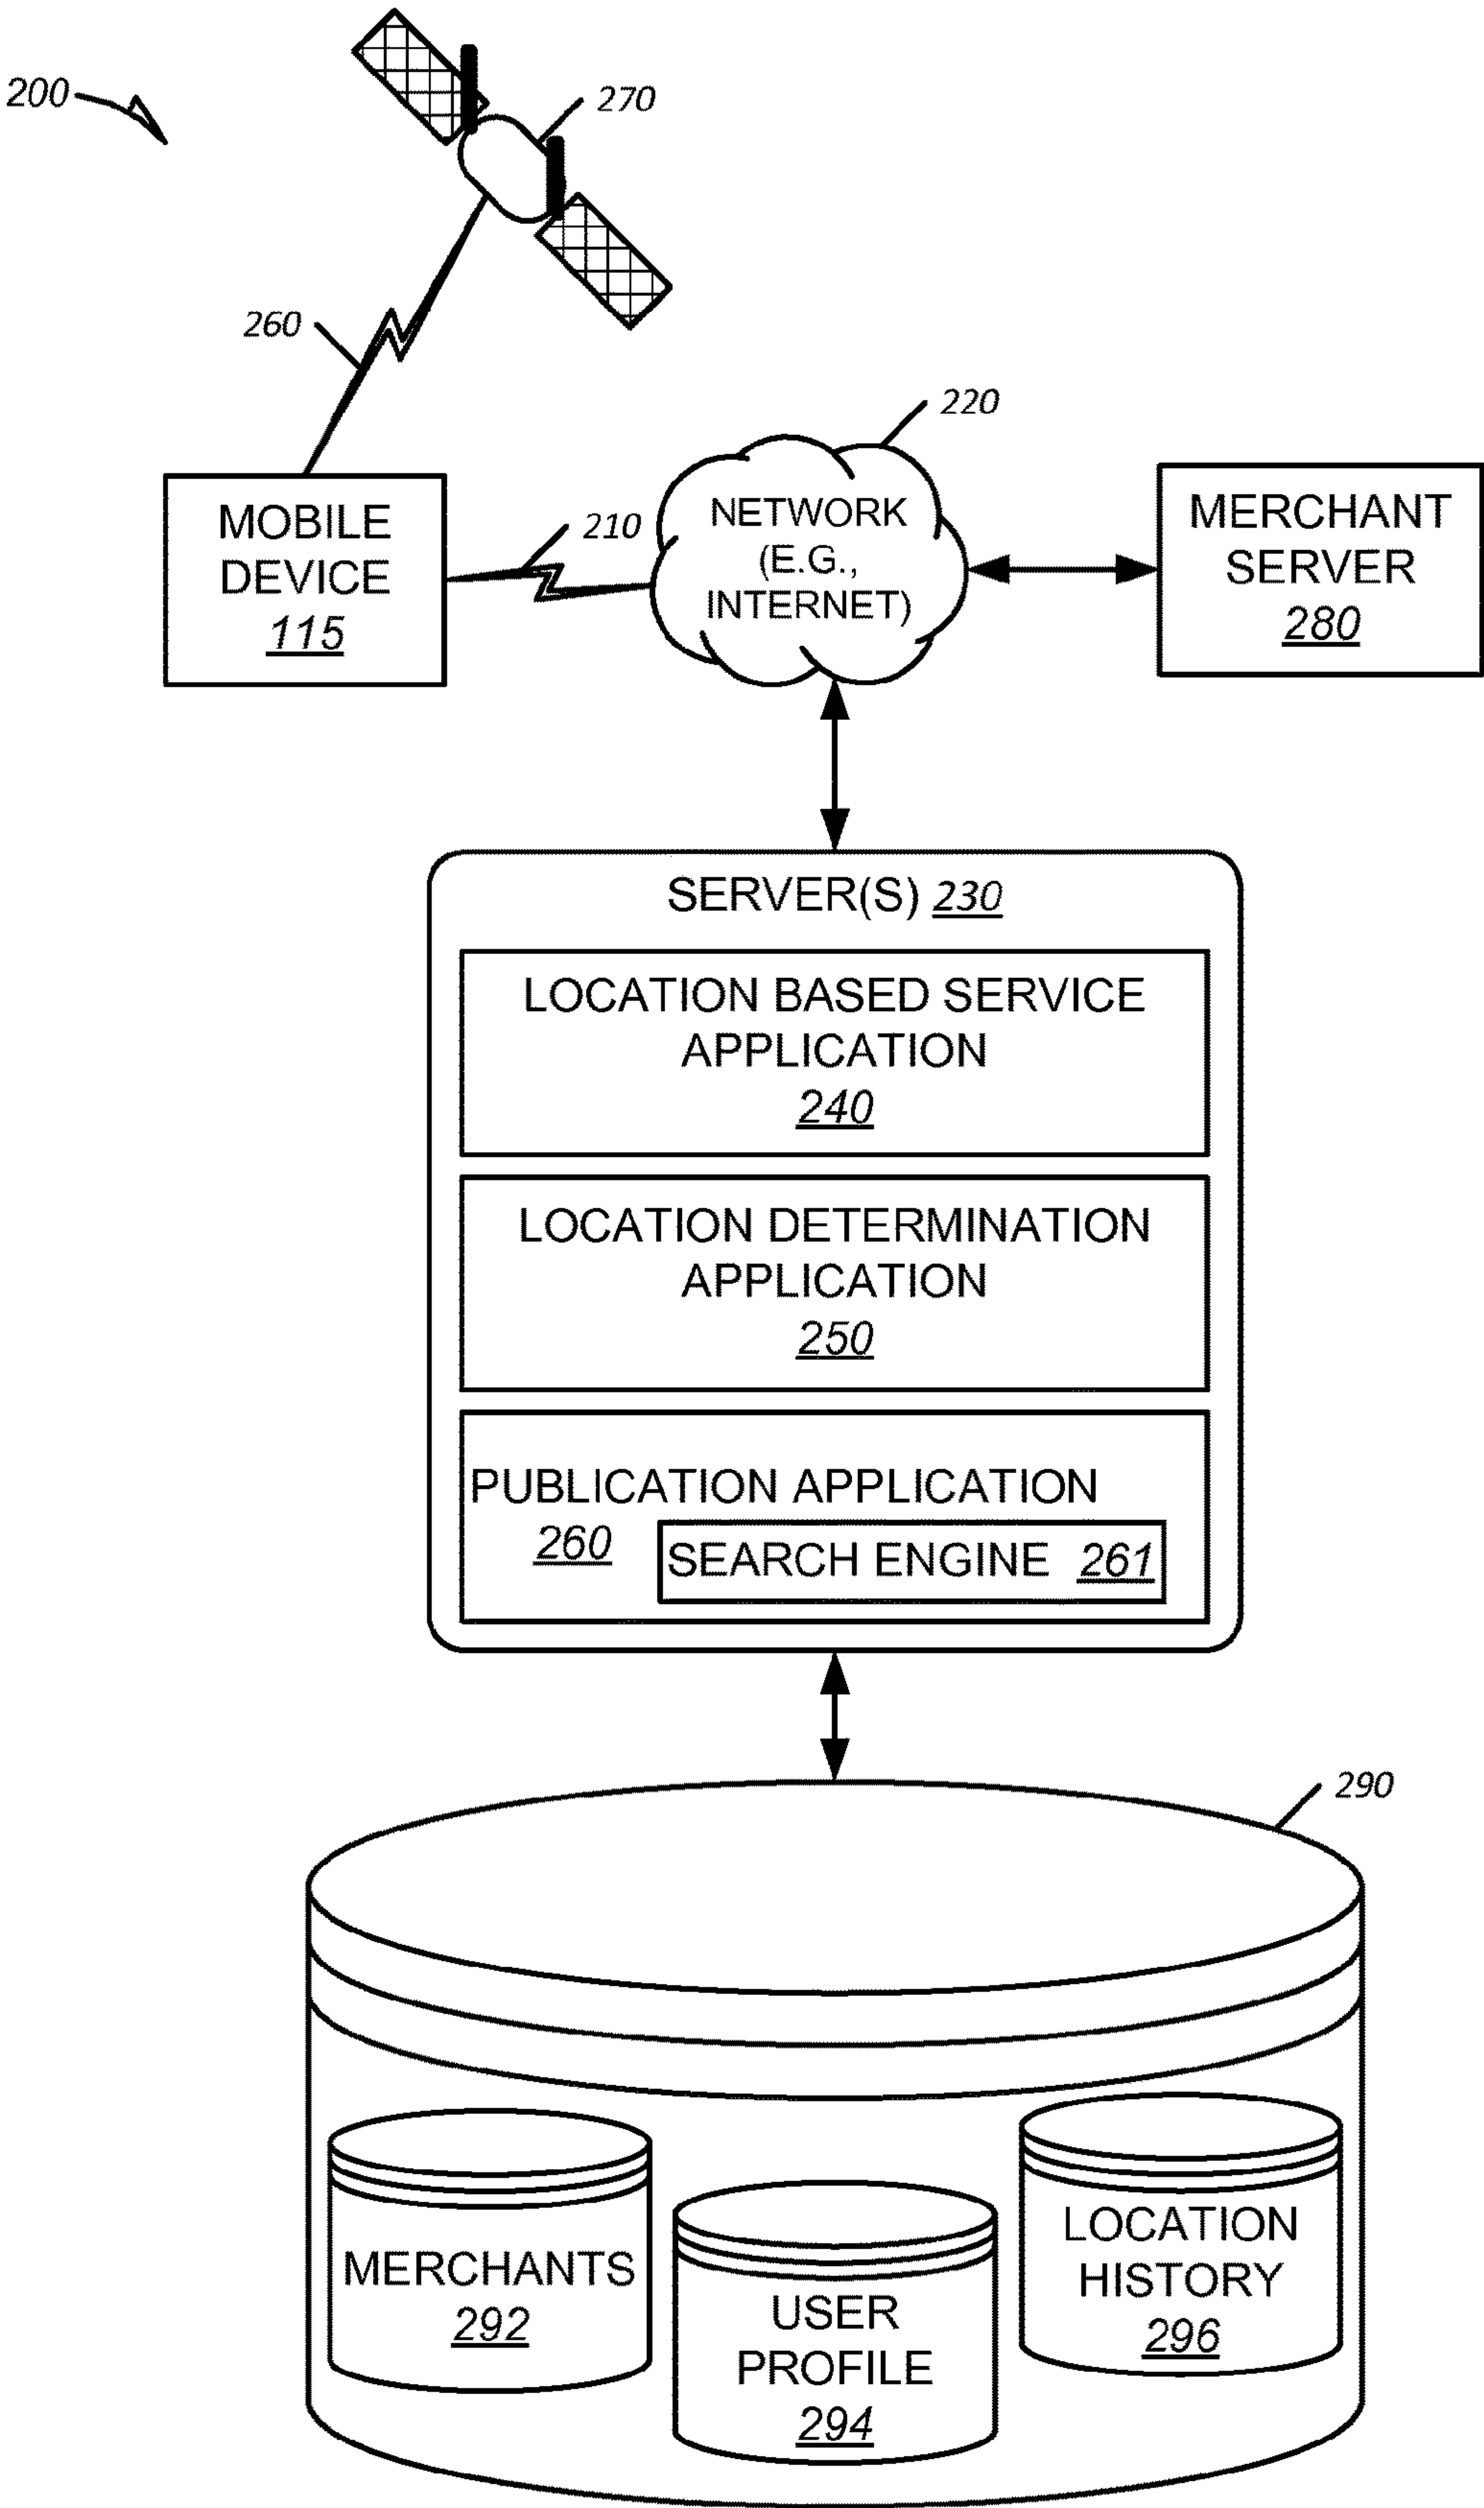 200
270
260
220
MOBILE
DEVICE
115
210
NETWORK
(E.G.,
INTERNET)
MERCHANT
SERVER
280
SERVER(S) 230
LOCATION BASED SERVICE
APPLICATION
240
LOCATION DETERMINATION
APPLICATION
250
PUBLICATION APPLICATION
260
SEARCH ENGINE 261
290
MERCHANTS
292
USER
PROFILE
294
LOCATION
HISTORY
296